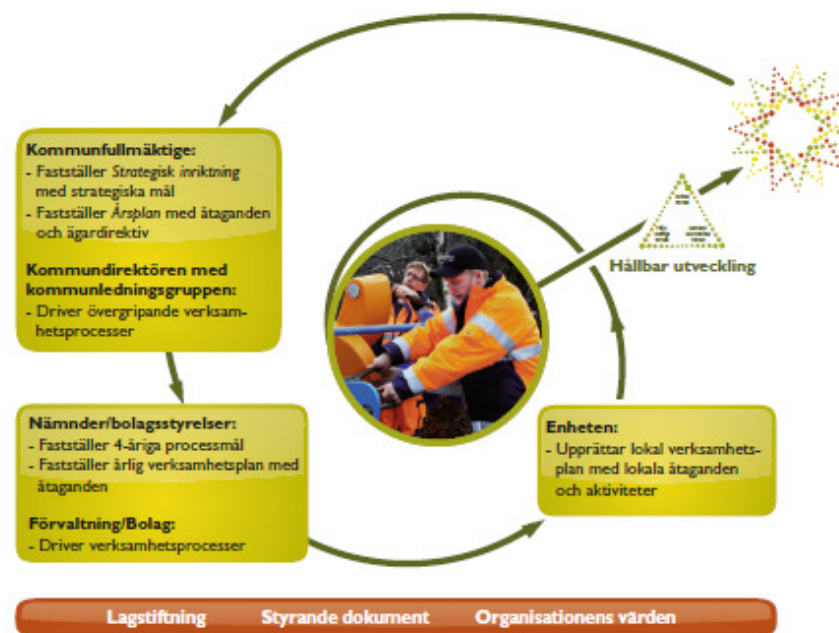 Kommunfullmäktige:
- Fastställer Strategisk inriktning
med strategiska mål
- Fastställer Årsplan med åtaganden
och ägardirektiv
Kommundirektören med
kommunledningsgruppen:
- Driver övergripande verksam-
hetsprocesser
Nämnder/bolagsstyrelser:
- Fastställer 4-åriga processmål
- Fastställer årlig verksamhetsplan med
åtaganden
Förvaltning/Bolag:
- Driver verksamhetsprocesser
Hållbar utveckling
Enheten:
- Upprättar lokal verksamhets-
plan med lokala åtaganden
och aktiviteter
Lagstiftning Styrande dokument Organisationens värden